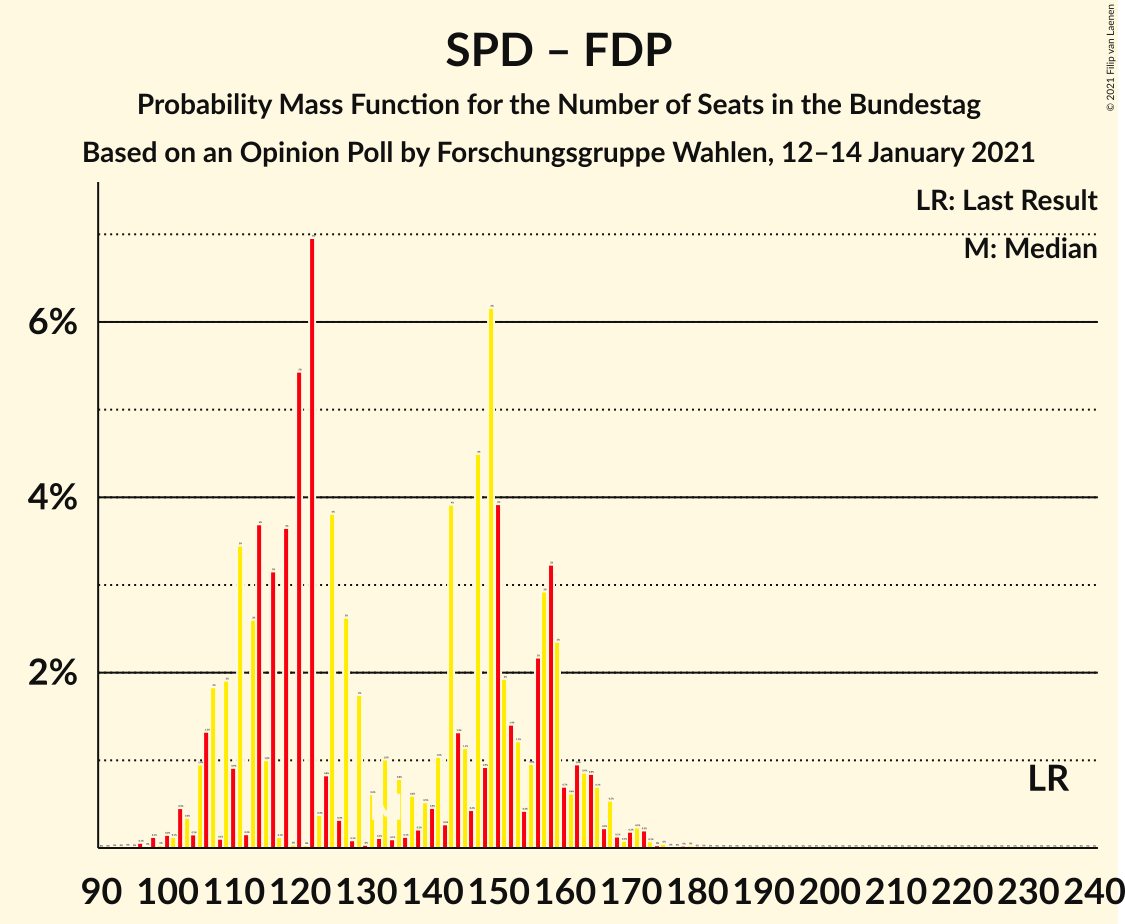 SPD – FDP
Probability Mass Function for the Number of Seats in the Bundestag
Based on an Opinion Poll by Forschungsgruppe Wahlen, 12–14 January 2021
© 2021 Filip van Laenen
LR: Last Result
M: Median
6%
4%
2%
LR
M
90 100 110 120 130 140 150 160 170 180 190 200 210 220 230 240